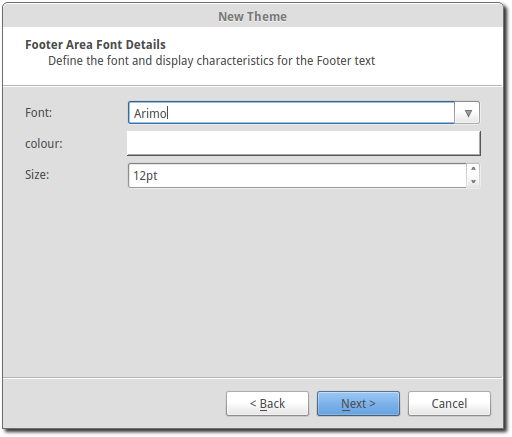 New Theme
Footer Area Font Details
Define the font and display characteristics for the Footer text
Font: Arimo
colour:
Size: 12pt
< Back Next > Cancel